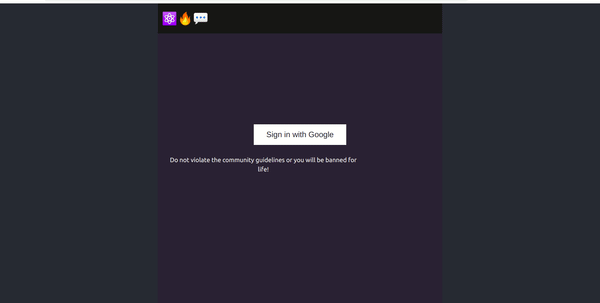 Sign in with Google
Do not violate the community guidelines or you will be banned for
life!